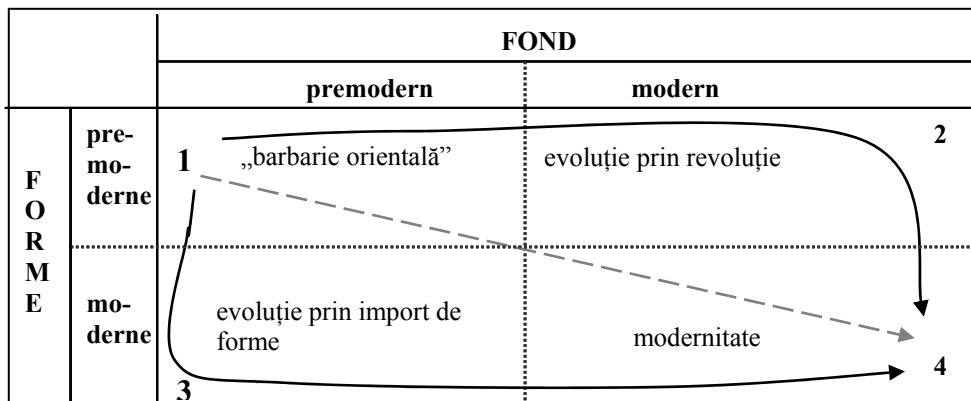 FOND
premodern modern
FORME
pre-
mo-
derne
1
„barbarie orientală” evoluție prin revoluție
2
mo-
derne
evoluție prin import de
forme
modernitate
3
4